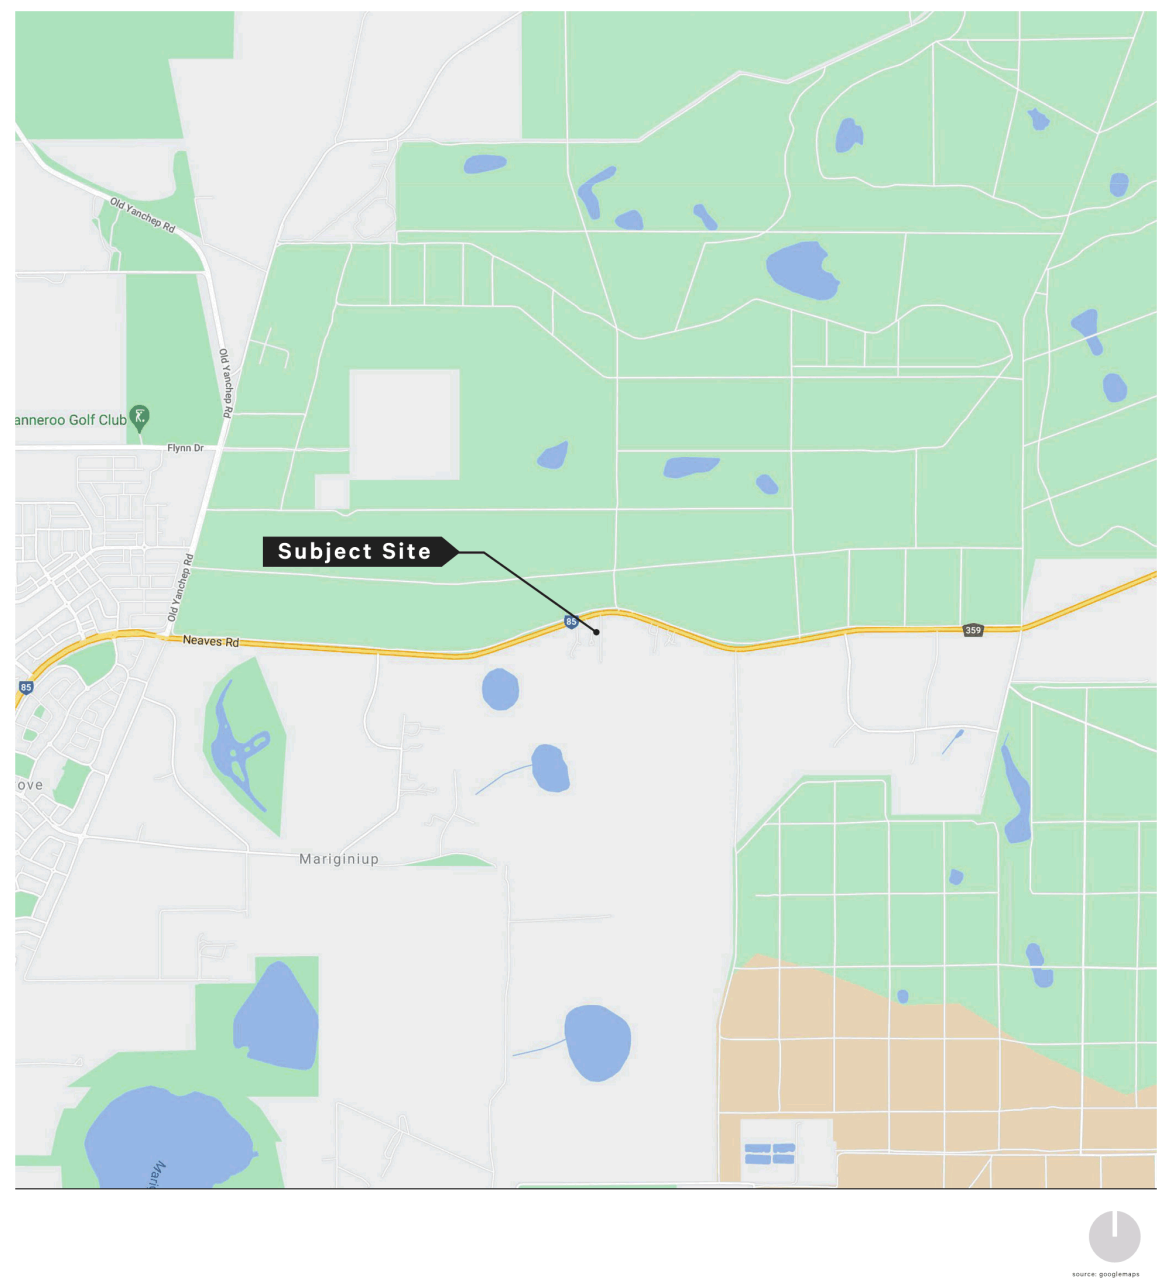 Old Yanchep Rd
Old Yanchep Rd
anneroo Golf Club
Flynn Dr
Subject Site
Old Yanchep Rd
85
359
Neaves Rd
85
ove
Mariginiup
Mari
source: googlemaps